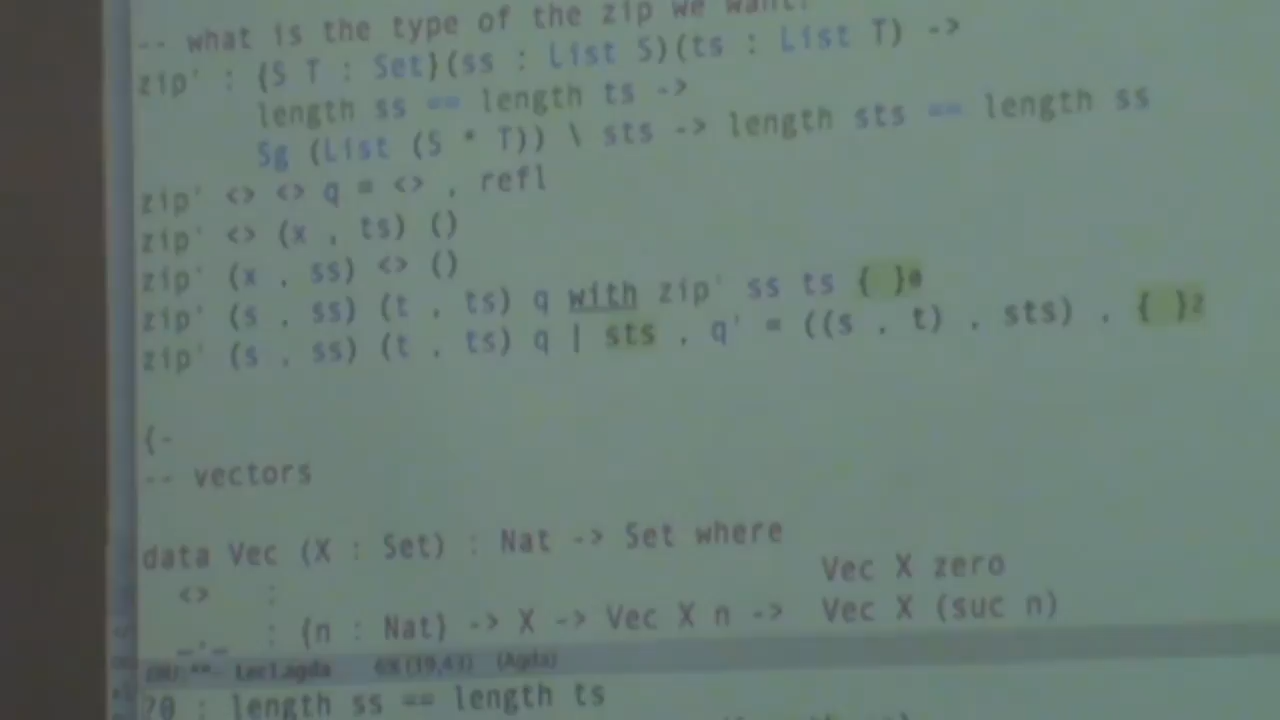 -- what is the type of the zip we want?
zip' : {S T : Set}(ss : List S)(ts : List T) ->
length ss == length ts ->
Sg (List (S * T)) \ sts -> length sts == length ss
zip' <> <> q = <> , refl
zip' <> (x , ts) ()
zip' (x , ss) <> ()
zip' (s , ss) (t , ts) q with zip' ss ts { }0
zip' (s , ss) (t , ts) q | sts , q' = ((s , t) , sts) , { }2
{-
-- vectors
data Vec (X : Set) : Nat -> Set where
<> : Vec X zero
_,_ : {n : Nat} -> X -> Vec X n -> Vec X (suc n)
Lec1.agda 6% (19,43) (Agda)
?0 : length ss == length ts